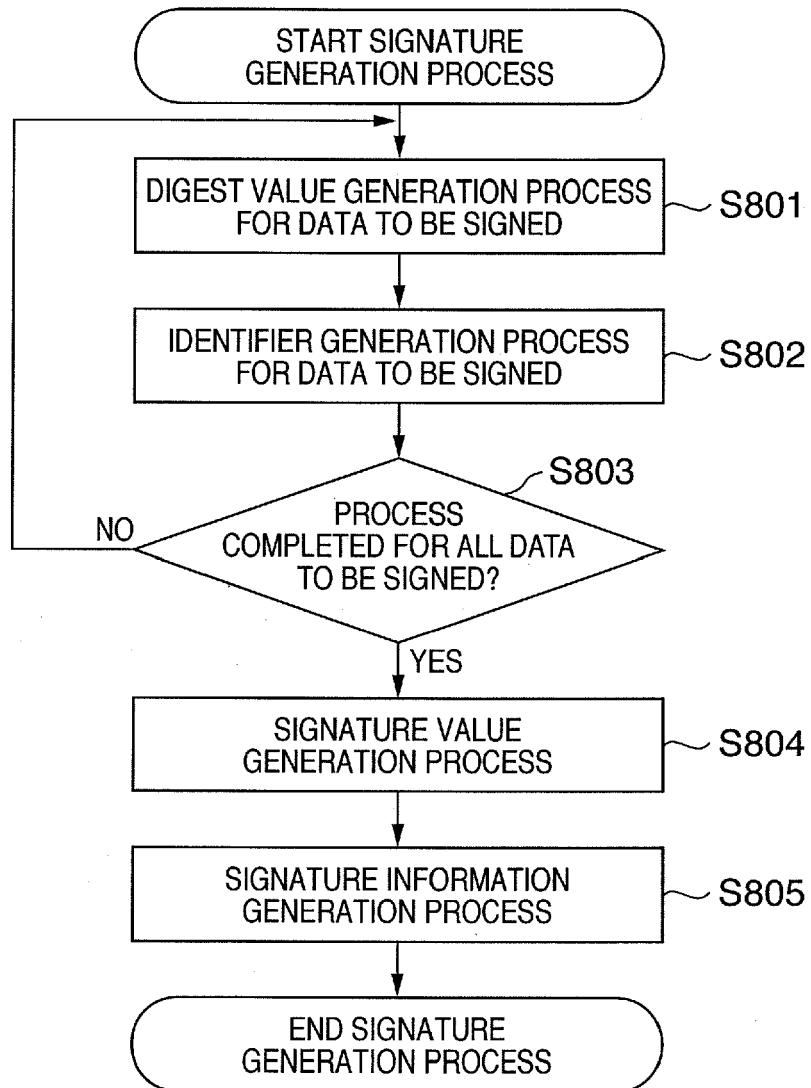 START SIGNATURE
GENERATION PROCESS
DIGEST VALUE GENERATION PROCESS
FOR DATA TO BE SIGNED
S801
IDENTIFIER GENERATION PROCESS
FOR DATA TO BE SIGNED
S802
S803
PROCESS
COMPLETED FOR ALL DATA
TO BE SIGNED?
NO
YES
SIGNATURE VALUE
GENERATION PROCESS
S804
SIGNATURE INFORMATION
GENERATION PROCESS
S805
END SIGNATURE
GENERATION PROCESS